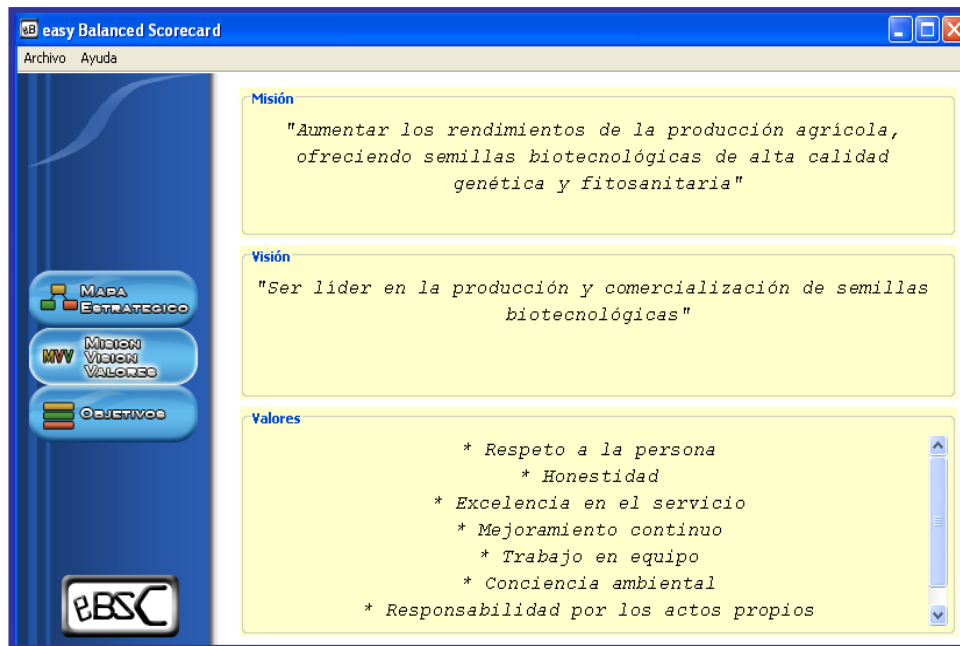 eB easy Balanced Scorecard
Archivo Ayuda
Misión
"Aumentar los rendimientos de la producción agrícola,
ofreciendo semillas biotecnológicas de alta calidad
genética y fitosanitaria"
Visión
"Ser líder en la producción y comercialización de semillas
biotecnológicas"
MAPA
ESTRATEGICO
MVV
MISION
VISION
VALORES
OBJETIVOS
Valores
* Respeto a la persona
* Honestidad
* Excelencia en el servicio
* Mejoramiento continuo
* Trabajo en equipo
* Conciencia ambiental
* Responsabilidad por los actos propios
eBSC